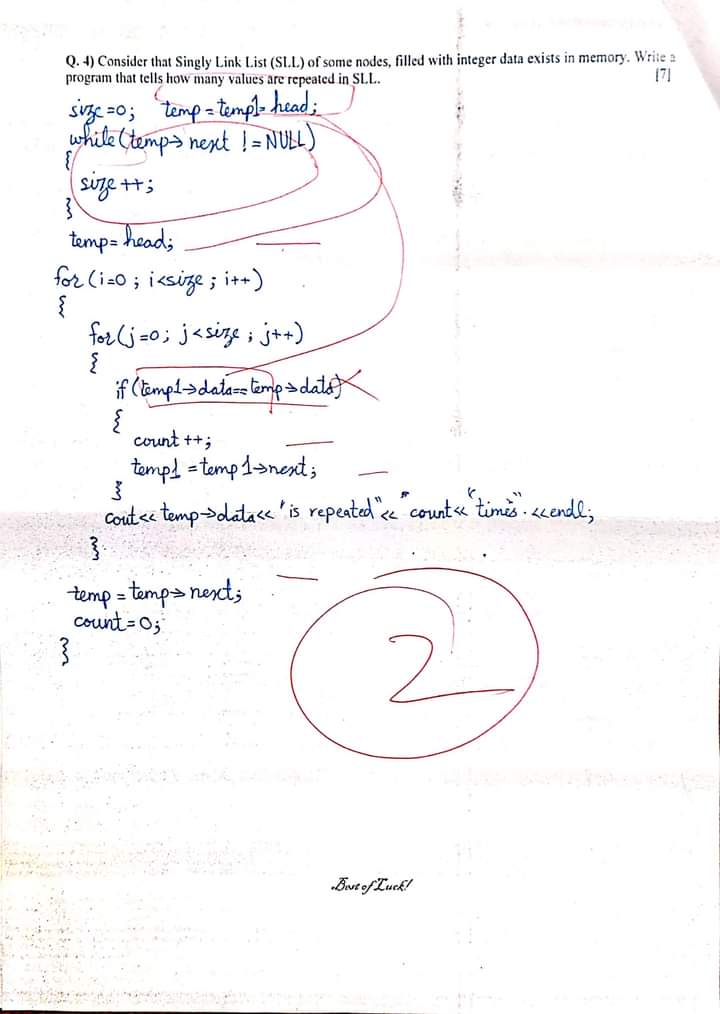 Q. 4) Consider that Singly Link List (SLL) of some nodes, filled with integer data exists in memory. Write a
program that tells how many values are repeated in SLL. [7]
size=0; temp=temp1=head;
while(temp→next !=NULL)
{
size++;
}
temp=head;
for(i=0; i<size; i++)
{
for(j=0; j<size; j++)
{
if(temp1→data==temp→data)
{
count++;
temp1=temp1→next;
}
cout<<temp→data<<'is repeated"<<"count<<"times".<<endl;
}
temp=temp→next;
count=0;
}
2
Best of Luck!